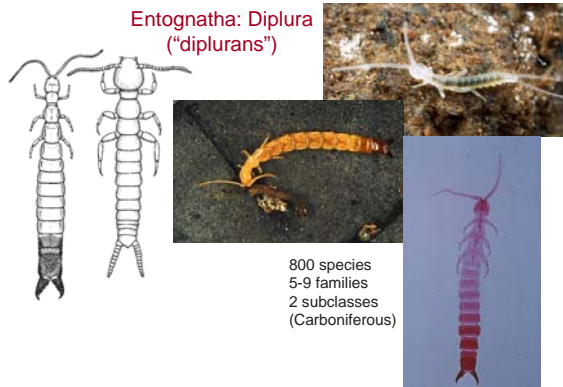 Entognatha: Diplura
(“diplurans”)
800 species
5-9 families
2 subclasses
(Carboniferous)